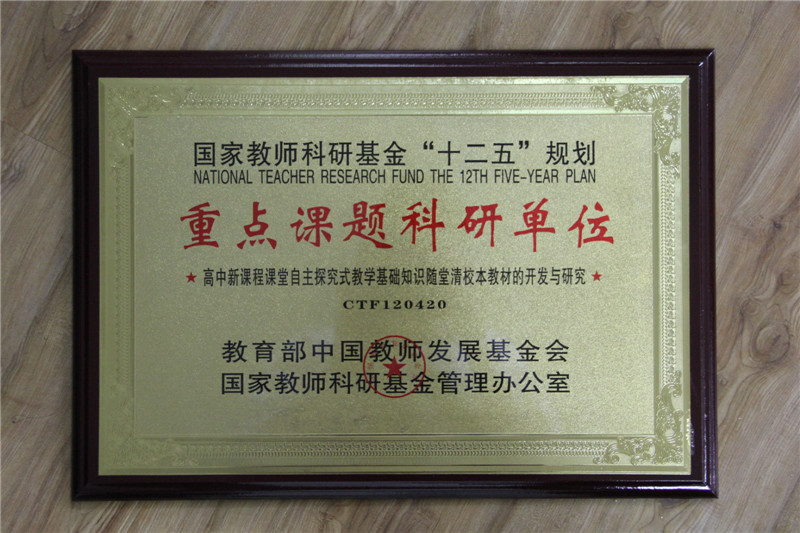 国家教师科研基金“十二五”规划
NATIONAL TEACHER RESEARCH FUND THE 12TH FIVE-YEAR PLAN
重点课题科研单位
★高中新课程课堂自主探究式教学基础知识随堂清校本教材的开发与研究★
CTF120420
教育部中国教师发展基金会
国家教师科研基金管理办公室